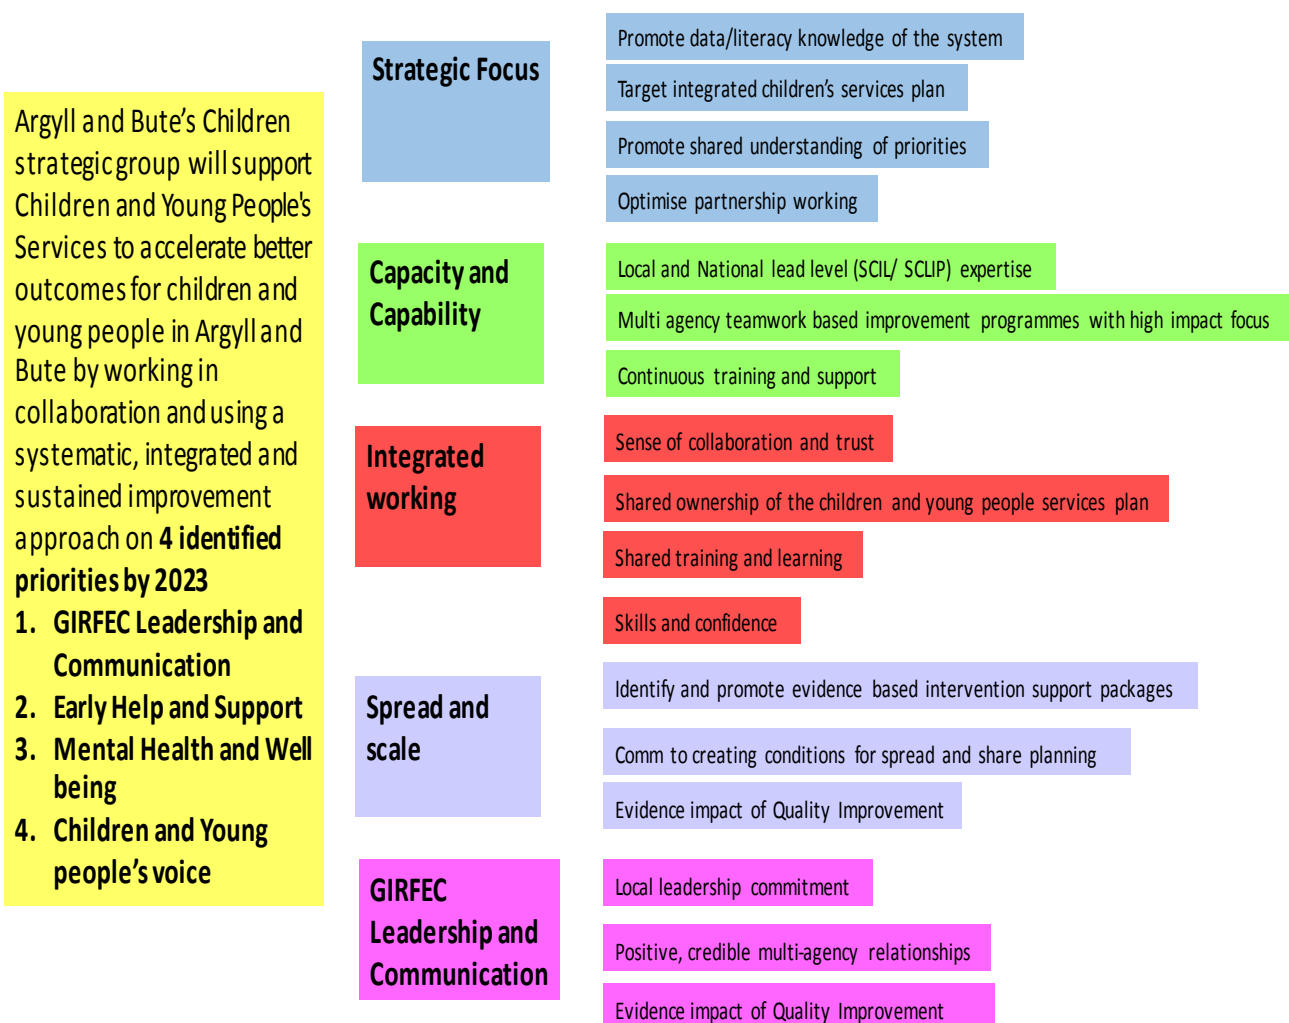 Argyll and Bute’s Children
strategic group will support
Children and Young People's
Services to accelerate better
outcomes for children and
young people in Argyll and
Bute by working in
collaboration and using a
systematic, integrated and
sustained improvement
approach on 4 identified
priorities by 2023
1. GIRFEC Leadership and
Communication
2. Early Help and Support
3. Mental Health and Well
being
4. Children and Young
people’s voice
Strategic Focus
Promote data/literacy knowledge of the system
Target integrated children’s services plan
Promote shared understanding of priorities
Optimise partnership working
Capacity and
Capability
Local and National lead level (SCIL/ SCLIP) expertise
Multi agency teamwork based improvement programmes with high impact focus
Continuous training and support
Integrated
working
Sense of collaboration and trust
Shared ownership of the children and young people services plan
Shared training and learning
Skills and confidence
Spread and
scale
Identify and promote evidence based intervention support packages
Comm to creating conditions for spread and share planning
Evidence impact of Quality Improvement
GIRFEC
Leadership and
Communication
Local leadership commitment
Positive, credible multi-agency relationships
Evidence impact of Quality Improvement